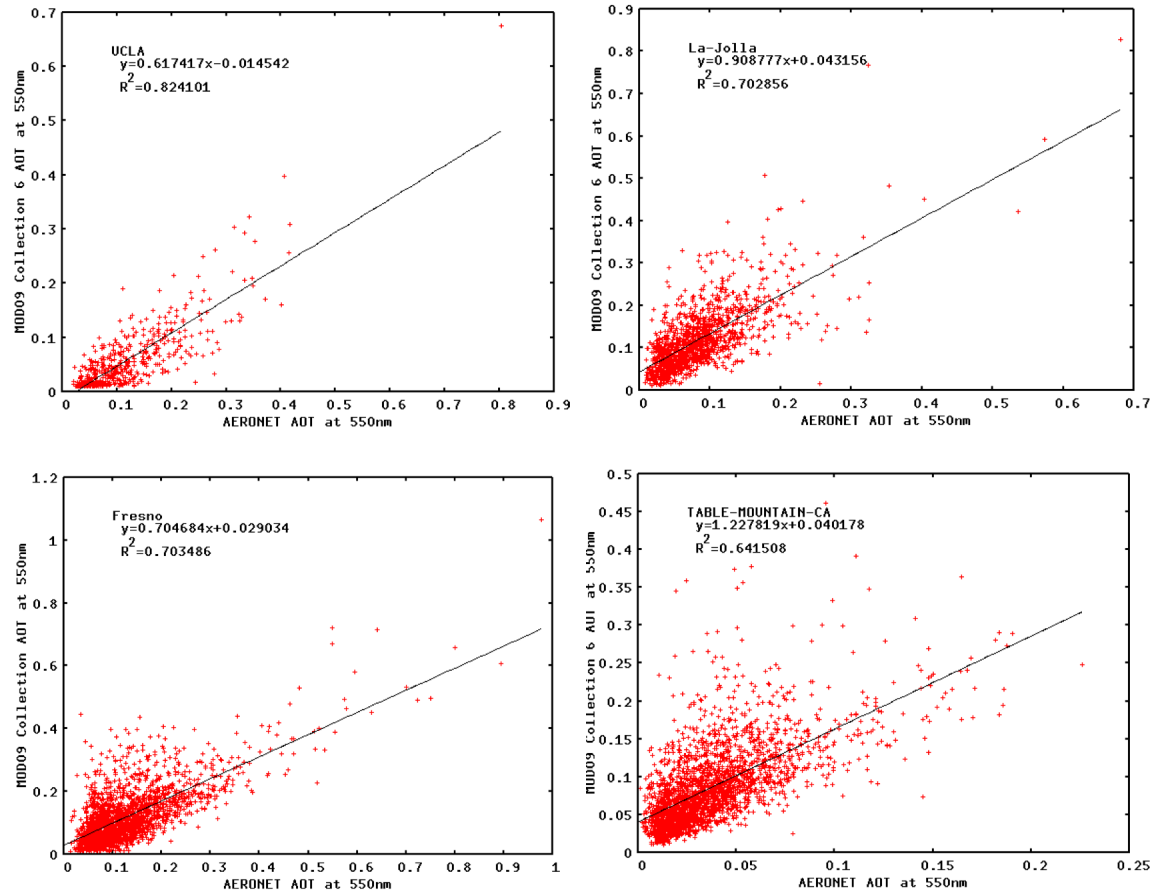 0.7
0.6
0.5
0.4
0.3
0.2
0.1
0
MOD09 Collection 6 AOT at 550nm
UCLA
y=0.617417x-0.014542
R2=0.824101
0 0.1 0.2 0.3 0.4 0.5 0.6 0.7 0.8 0.9
AERONET AOT at 550nm
0.9
0.8
0.7
0.6
0.5
0.4
0.3
0.2
0.1
0
MOD09 Collection 6 AOT at 550nm
La-Jolla
y=0.908777x+0.043156
R2=0.702856
0 0.1 0.2 0.3 0.4 0.5 0.6 0.7
AERONET AOT at 550nm
1.2
1
0.8
0.6
0.4
0.2
0
MOD09 Collection AOT at 550nm
Fresno
y=0.704684x+0.029034
R2=0.703486
0 0.1 0.2 0.3 0.4 0.5 0.6 0.7 0.8 0.9 1
AERONET AOT at 550nm
0.5
0.45
0.4
0.35
0.3
0.25
0.2
0.15
0.1
0.05
0
MOD09 Collection 6 AOT at 550nm
TABLE-MOUNTAIN-CA
y=1.227819x+0.040178
R2=0.641508
0 0.05 0.1 0.15 0.2 0.25
AERONET AOT at 550nm